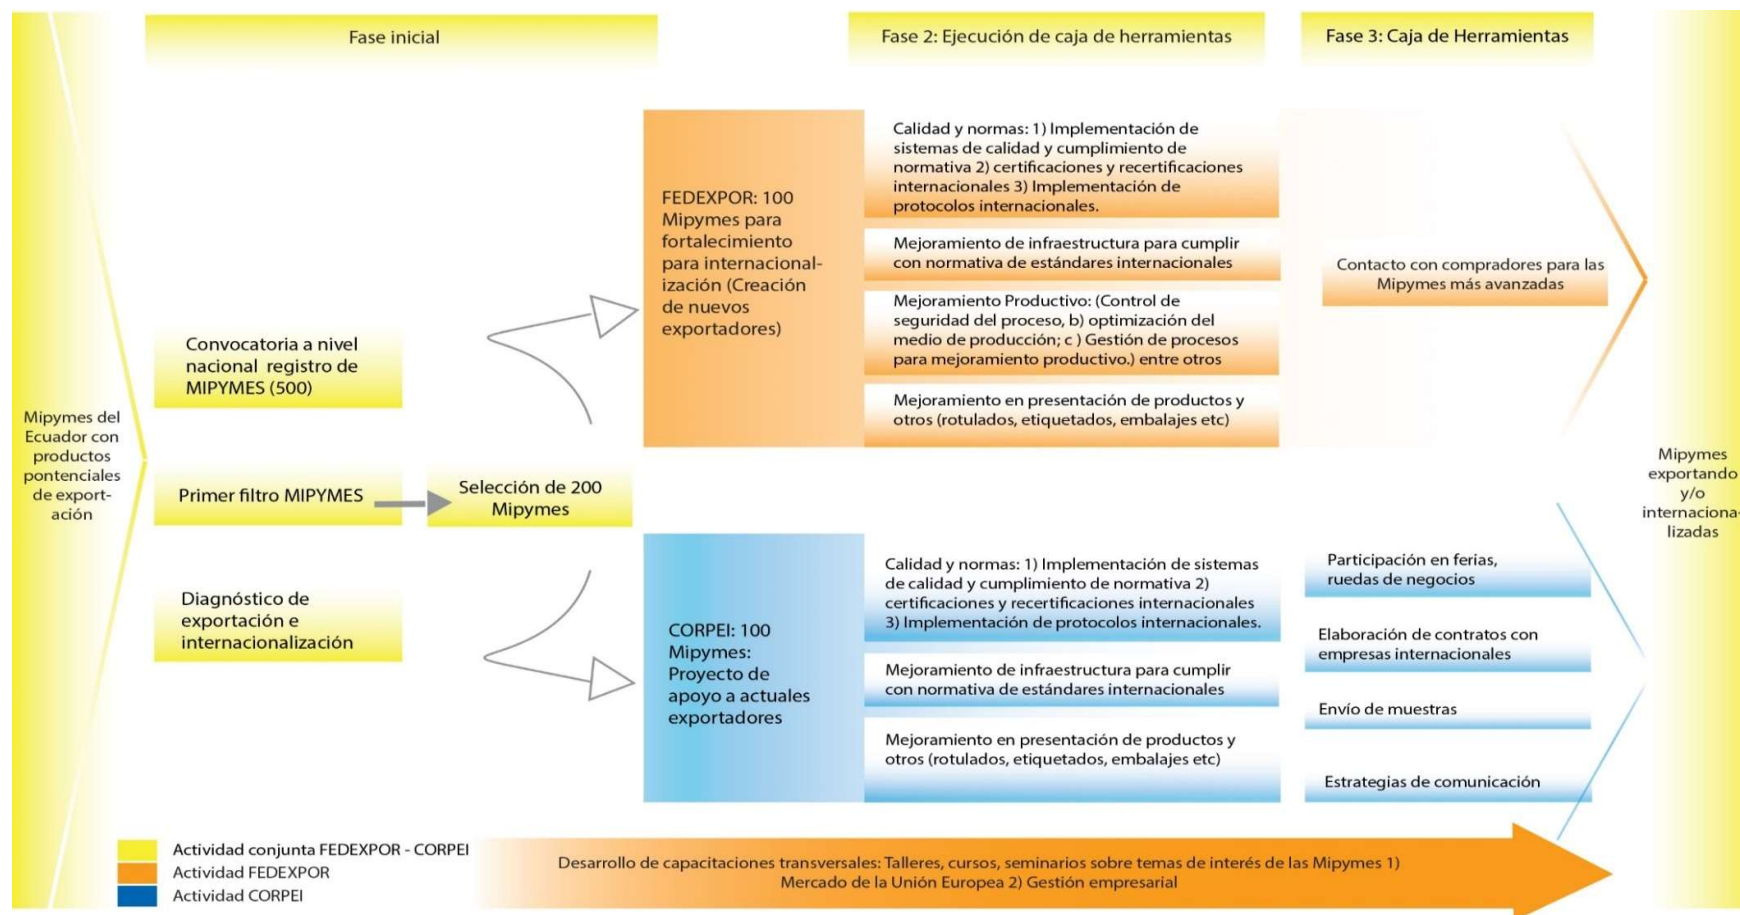 Fase inicial
Fase 2: Ejecución de caja de herramientas
Fase 3: Caja de Herramientas
Mipymes del
Ecuador con
productos
pontenciales
de export-
ación
Convocatoria a nivel
nacional registro de
MIPYMES (500)
Primer filtro MIPYMES
Diagnóstico de
exportación e
internacionalización
Selección de 200
Mipymes
FEDEXPOR: 100
Mipymes para
fortalecimiento
para internacional-
ización (Creación
de nuevos
exportadores)
Calidad y normas: 1) Implementación de
sistemas de calidad y cumplimiento de
normativa 2) certificaciones y recertificaciones
internacionales 3) Implementación de
protocolos internacionales.
Mejoramiento de infraestructura para cumplir
con normativa de estándares internacionales
Mejoramiento Productivo: (Control de
seguridad del proceso, b) optimización del
medio de producción; c ) Gestión de procesos
para mejoramiento productivo.) entre otros
Mejoramiento en presentación de productos y
otros (rotulados, etiquetados, embalajes etc)
Contacto con compradores para las
Mipymes más avanzadas
CORPEI: 100
Mipymes:
Proyecto de
apoyo a actuales
exportadores
Calidad y normas: 1) Implementación de sistemas
de calidad y cumplimiento de normativa 2)
certificaciones y recertificaciones internacionales
3) Implementación de protocolos internacionales.
Mejoramiento de infraestructura para cumplir
con normativa de estándares internacionales
Mejoramiento en presentación de productos y
otros (rotulados, etiquetados, embalajes etc)
Participación en ferias,
ruedas de negocios
Elaboración de contratos con
empresas internacionales
Envío de muestras
Estrategias de comunicación
Mipymes
exportando
y/o
internaciona-
lizadas
Actividad conjunta FEDEXPOR - CORPEI
Actividad FEDEXPOR
Actividad CORPEI
Desarrollo de capacitaciones transversales: Talleres, cursos, seminarios sobre temas de interés de las Mipymes 1)
Mercado de la Unión Europea 2) Gestión empresarial